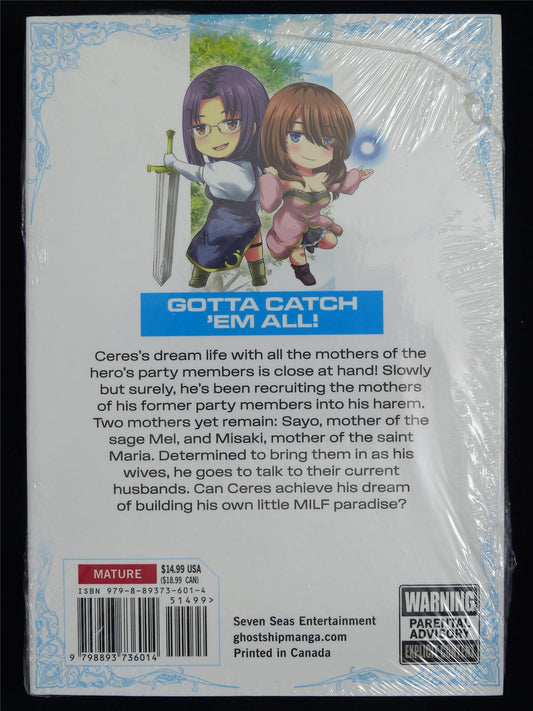 GOTTA CATCH
'EM ALL!
Ceres's dream life with all the mothers of the
hero's party members is close at hand! Slowly
but surely, he's been recruiting the mothers
of his former party members into his harem.
Two mothers yet remain: Sayo, mother of the
sage Mel, and Misaki, mother of the saint
Maria. Determined to bring them in as his
wives, he goes to talk to their current
husbands. Can Ceres achieve his dream
of building his own little MILF paradise?
MATURE
$14.99 USA
($18.99 CAN)
ISBN 979-8-89373-601-4
51499>
9 798893 736014
Seven Seas Entertainment
ghostshipmanga.com
Printed in Canada
WARNING
PARENTAL
ADVISORY
EXPLICIT CONTENT